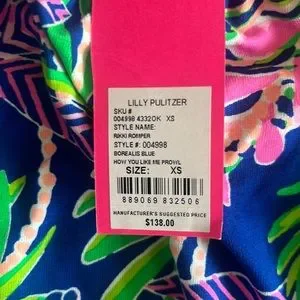 LILLY PULITZER
SKU #
004998 4332OK XS
STYLE NAME:
RIKKI ROMPER
STYLE #: 004998
BOREALIS BLUE
HOW YOU LIKE ME PROWL
SIZE: XS
889069 832506
MANUFACTURER'S SUGGESTED PRICE
$138.00